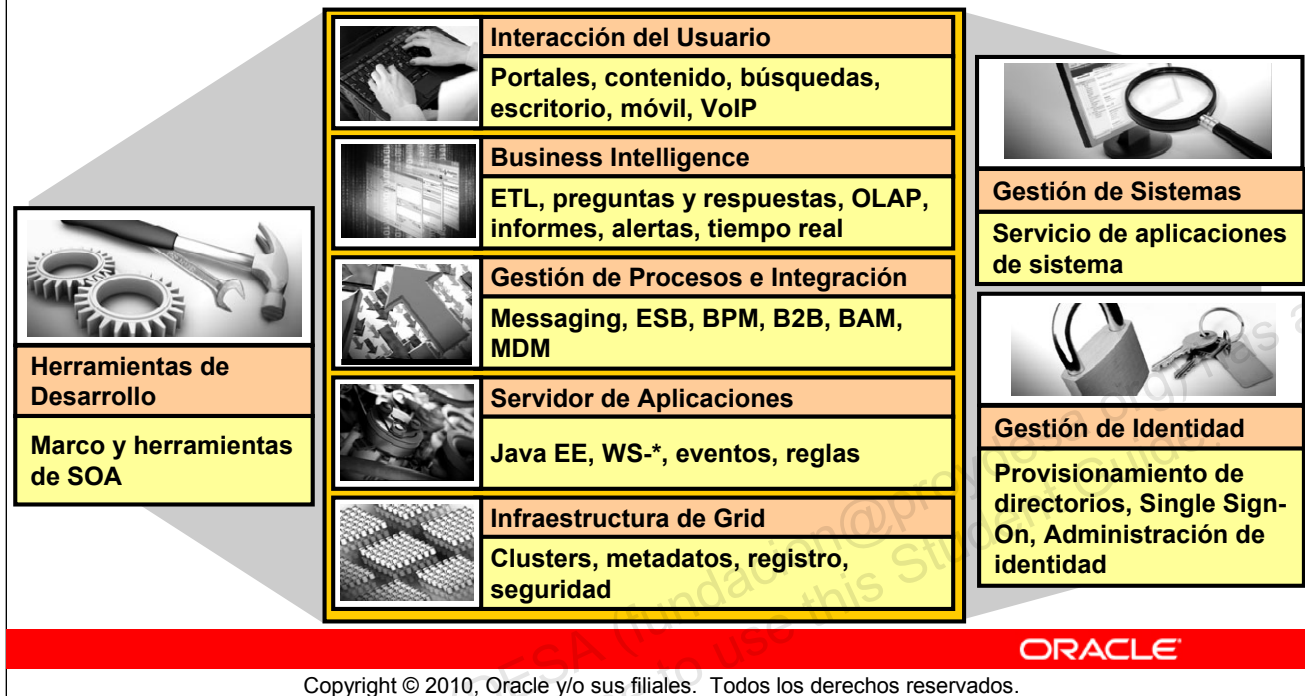 Herramientas de
Desarrollo
Marco y herramientas
de SOA
Interacción del Usuario
Portales, contenido, búsquedas,
escritorio, móvil, VoIP
Business Intelligence
ETL, preguntas y respuestas, OLAP,
informes, alertas, tiempo real
Gestión de Procesos e Integración
Messaging, ESB, BPM, B2B, BAM,
MDM
Servidor de Aplicaciones
Java EE, WS-*, eventos, reglas
Infraestructura de Grid
Clusters, metadatos, registro,
seguridad
Gestión de Sistemas
Servicio de aplicaciones
de sistema
Gestión de Identidad
Provisionamiento de
directorios, Single Sign-
On, Administración de
identidad
ORACLE
Copyright © 2010, Oracle y/o sus filiales. Todos los derechos reservados.